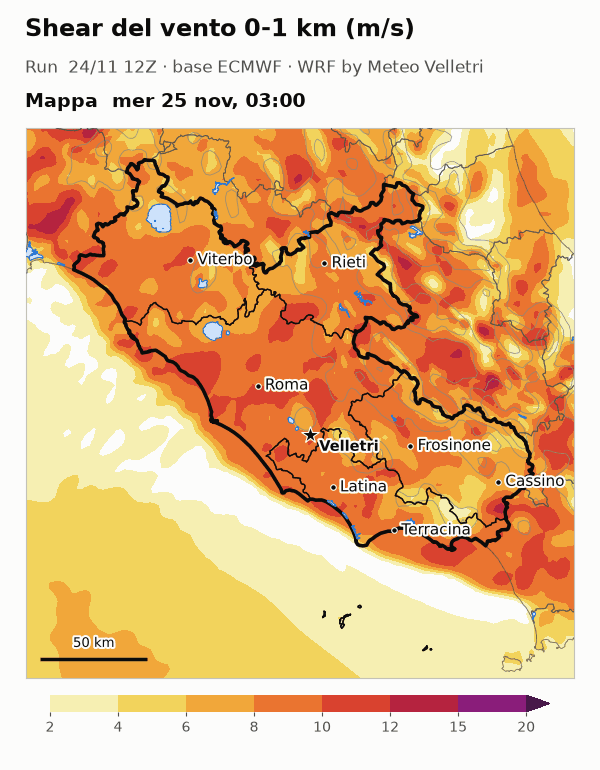 Shear del vento 0-1 km (m/s)
Run  24/11 12Z · base ECMWF · WRF by Meteo Velletri
Mappa  mer 25 nov, 03:00
Viterbo
Rieti
Roma
Velletri
Frosinone
Latina
Cassino
Terracina
50 km
2 4 6 8 10 12 15 20